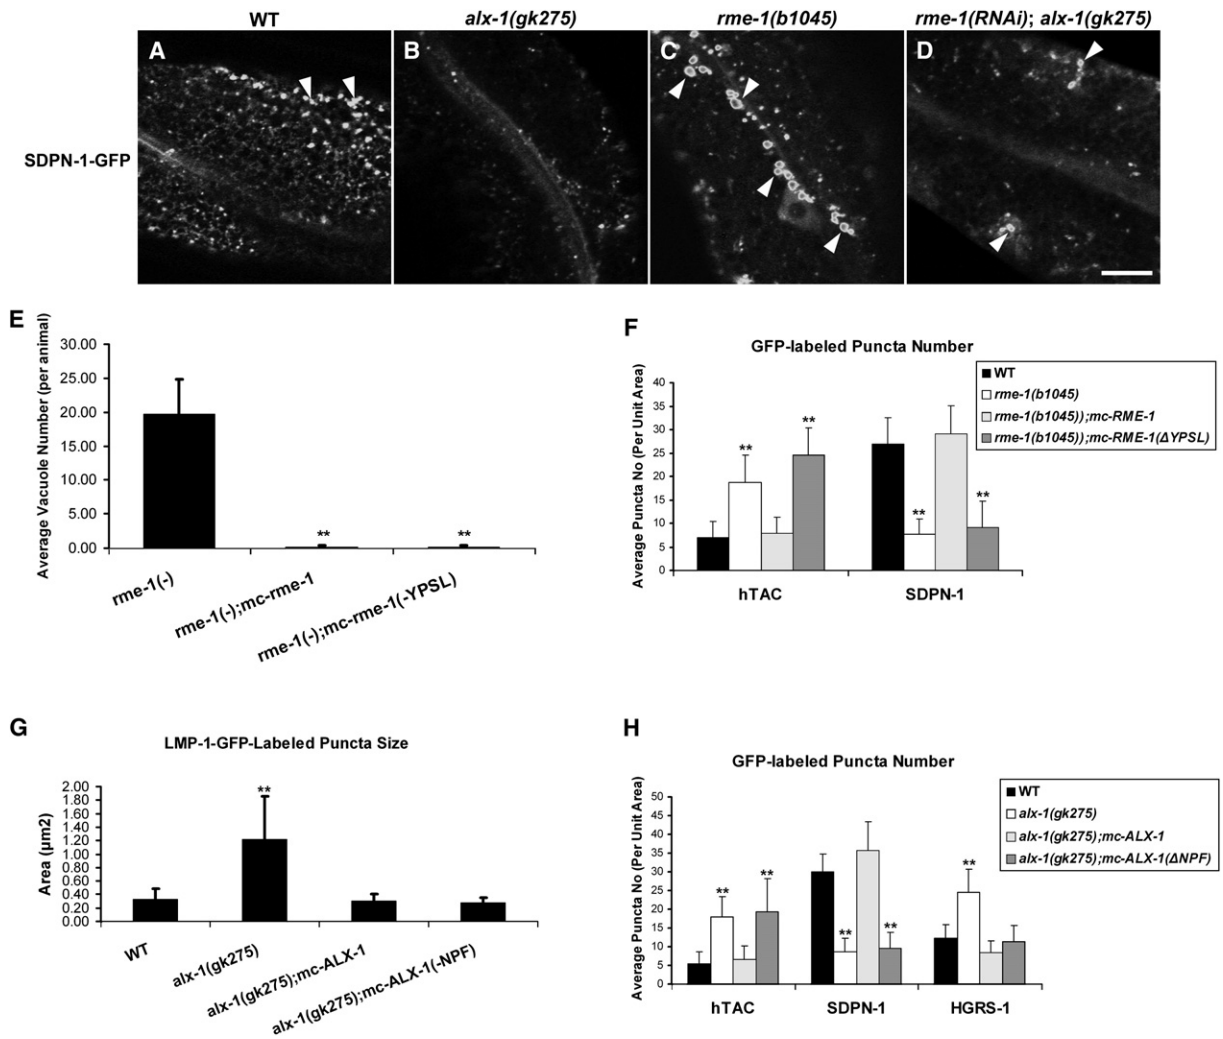 WT
alx-1(gk275)
rme-1(b1045)
rme-1(RNAi); alx-1(gk275)
A
B
C
D
SDPN-1-GFP
E
Average Vacuole Number (per animal)
30.00
25.00
20.00
15.00
10.00
5.00
0.00
**
**
rme-1(-)
rme-1(-);mc-rme-1
rme-1(-);mc-rme-1(-YPSL)
F
GFP-labeled Puncta Number
Average Puncta No (Per Unit Area)
40
35
30
25
20
15
10
5
0
**
**
**
**
hTAC
SDPN-1
WT
rme-1(b1045)
rme-1(b1045));mc-RME-1
rme-1(b1045));mc-RME-1(ΔYPSL)
G
LMP-1-GFP-Labeled Puncta Size
Area (µm2)
2.00
1.80
1.60
1.40
1.20
1.00
0.80
0.60
0.40
0.20
0.00
**
WT
alx-1(gk275)
alx-1(gk275);mc-ALX-1
alx-1(gk275);mc-ALX-1(-NPF)
H
GFP-labeled Puncta Number
Average Puncta No (Per Unit Area)
50
45
40
35
30
25
20
15
10
5
0
**
**
**
**
**
hTAC
SDPN-1
HGRS-1
WT
alx-1(gk275)
alx-1(gk275);mc-ALX-1
alx-1(gk275);mc-ALX-1(ΔNPF)